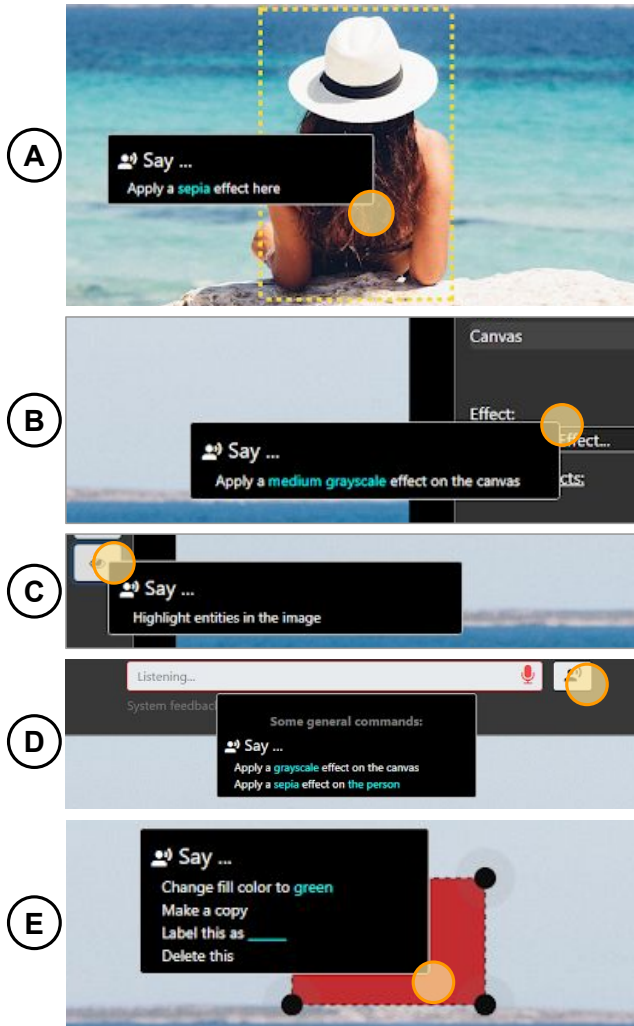 A
Say ...
Apply a sepia effect here
B
Canvas
Effect:
Effect...
cts:
Say ...
Apply a medium grayscale effect on the canvas
C
Say ...
Highlight entities in the image
D
Listening...
System feedback
Some general commands:
Say ...
Apply a grayscale effect on the canvas
Apply a sepia effect on the person
E
Say ...
Change fill color to green
Make a copy
Label this as _____
Delete this